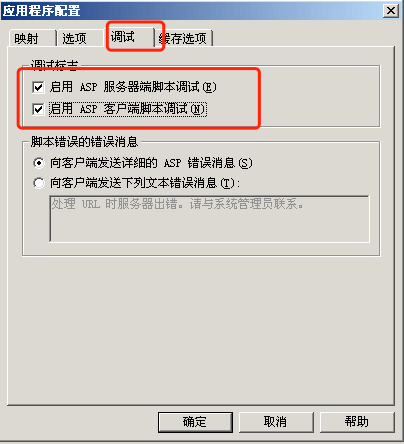 应用程序配置
映射 选项 调试 缓存选项
调试标志
启用 ASP 服务器端脚本调试(E)
启用 ASP 客户端脚本调试(N)
脚本错误的错误消息
向客户端发送详细的 ASP 错误消息(S)
向客户端发送下列文本错误消息(T):
处理 URL 时服务器出错。请与系统管理员联系。
确定 取消 帮助